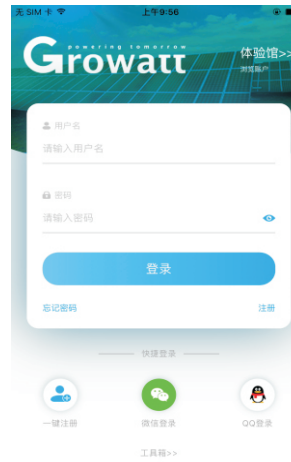 无 SIM 卡
上午9:56
powering tomorrow
Growatt
体验馆>>
浏览账户
用户名
请输入用户名
密码
请输入密码
登录
忘记密码
注册
快捷登录
一键注册
微信登录
QQ登录
工具箱>>